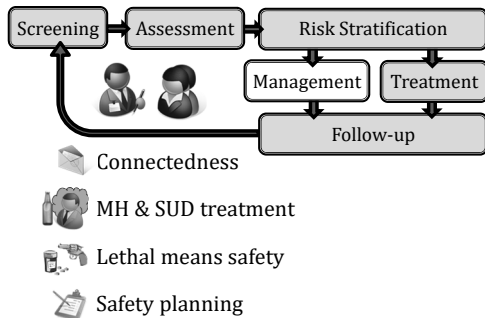 Screening
Assessment
Risk Stratification
Management
Treatment
Follow-up
Connectedness
MH & SUD treatment
Lethal means safety
Safety planning